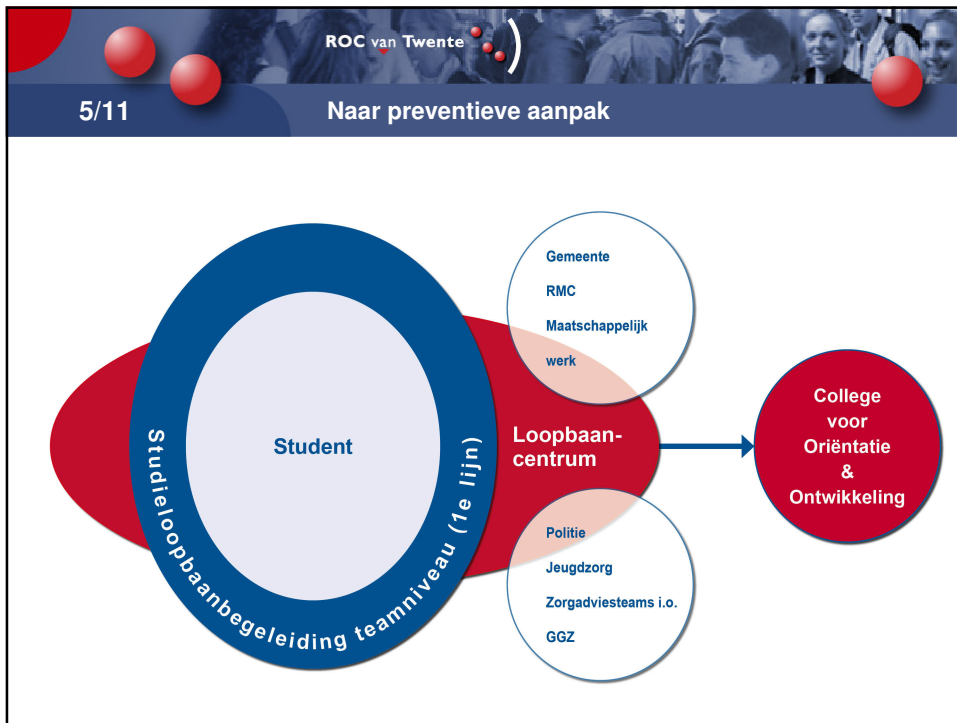 ROC van Twente
5/11
Naar preventieve aanpak
Gemeente
RMC
Maatschappelijk
werk
Student
Studieloopbaanbegeleiding teamniveau (1e lijn)
Loopbaan-
centrum
College
voor
Oriëntatie
&
Ontwikkeling
Politie
Jeugdzorg
Zorgadviesteams i.o.
GGZ